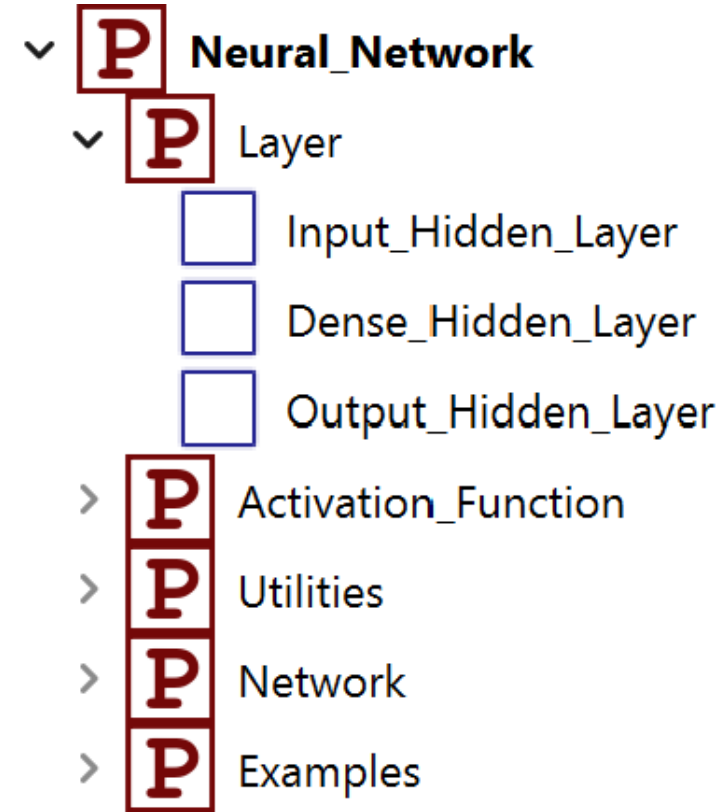 P Neural_Network
P Layer
Input_Hidden_Layer
Dense_Hidden_Layer
Output_Hidden_Layer
P Activation_Function
P Utilities
P Network
P Examples